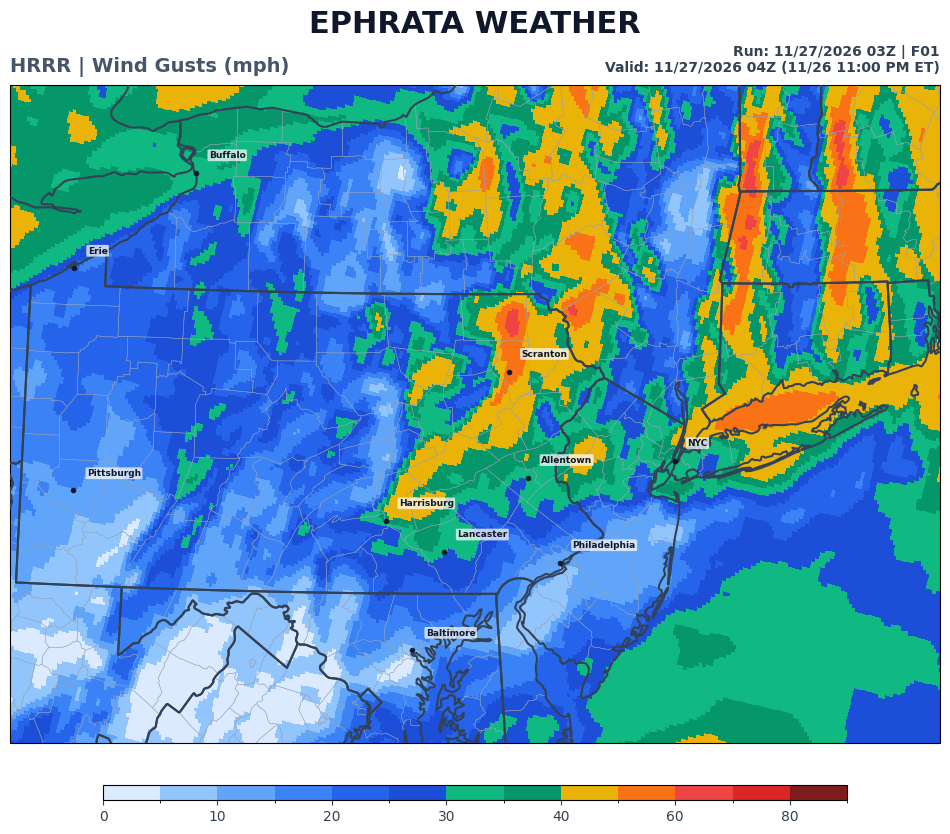 EPHRATA WEATHER
HRRR | Wind Gusts (mph)
Run: 11/27/2026 03Z | F01
Valid: 11/27/2026 04Z (11/26 11:00 PM ET)
Buffalo
Erie
Scranton
NYC
Allentown
Pittsburgh
Harrisburg
Lancaster
Philadelphia
Baltimore
0 10 20 30 40 50 60 80